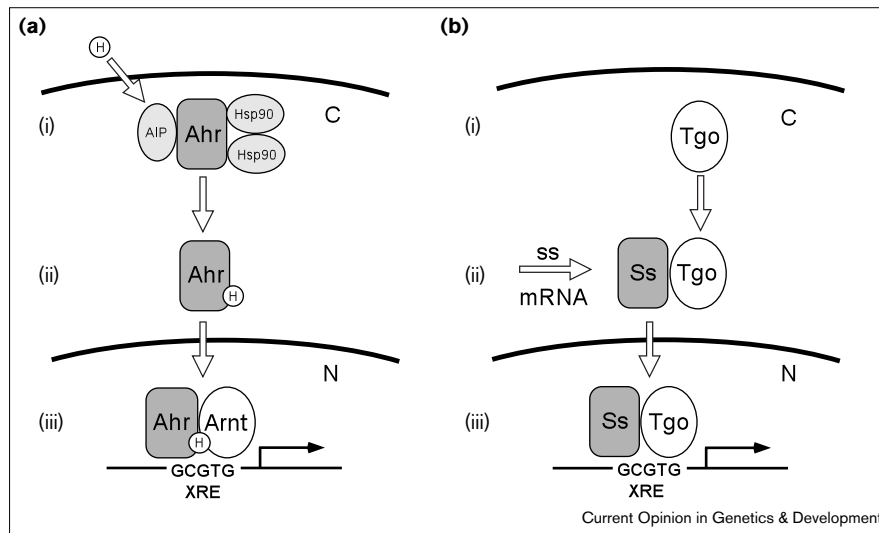 (a)
H
(i)
AIP
Ahr
Hsp90
Hsp90
C
(ii)
Ahr
H
N
(iii)
Ahr
H
Arnt
GCGTG
XRE
(b)
(i)
Tgo
C
(ii)
ss
mRNA
Ss
Tgo
N
(iii)
Ss
Tgo
GCGTG
XRE
Current Opinion in Genetics & Development